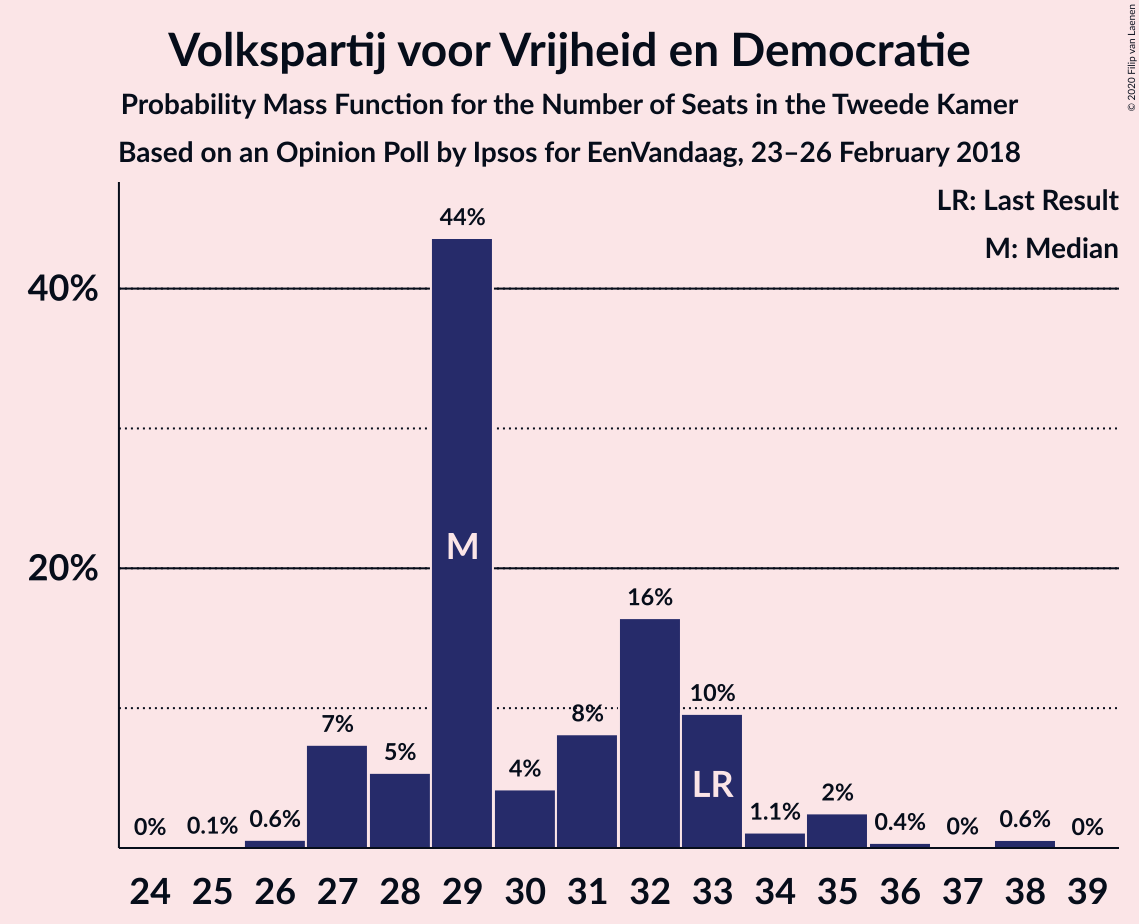 Volkspartij voor Vrijheid en Democratie
Probability Mass Function for the Number of Seats in the Tweede Kamer
Based on an Opinion Poll by Ipsos for EenVandaag, 23–26 February 2018
© 2020 Filip van Laenen
LR: Last Result
M: Median
40%
20%
0%
0.1%
0.6%
7%
5%
44%
4%
8%
16%
10%
1.1%
2%
0.4%
0%
0.6%
0%
M
LR
24 25 26 27 28 29 30 31 32 33 34 35 36 37 38 39